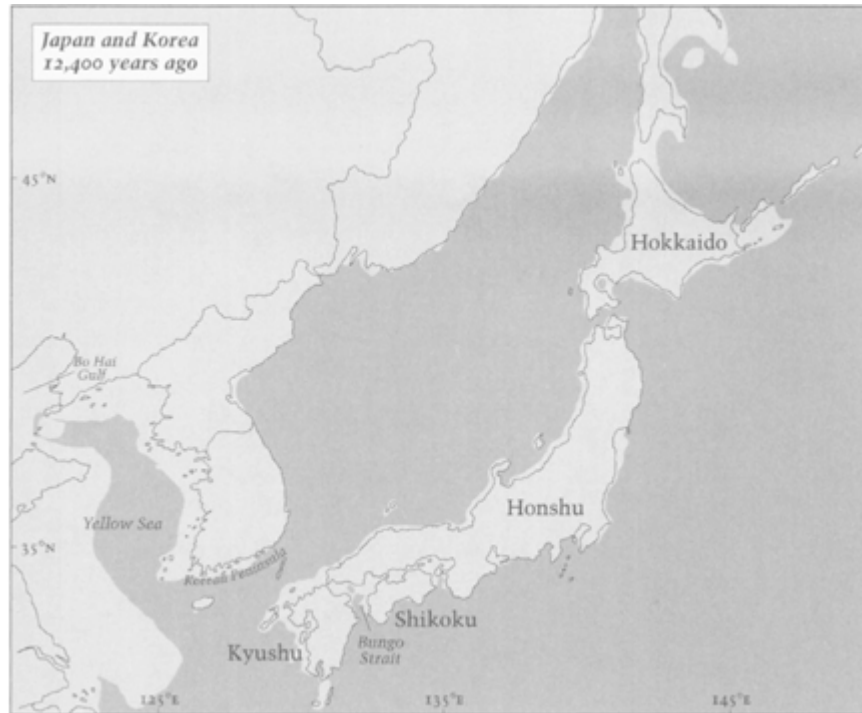 Japan and Korea
12,400 years ago
45°N
Hokkaido
Bo Hai
Gulf
Honshu
Yellow Sea
35°N
Korean Peninsula
Shikoku
Kyushu
Bungo
Strait
125°E
135°E
145°E